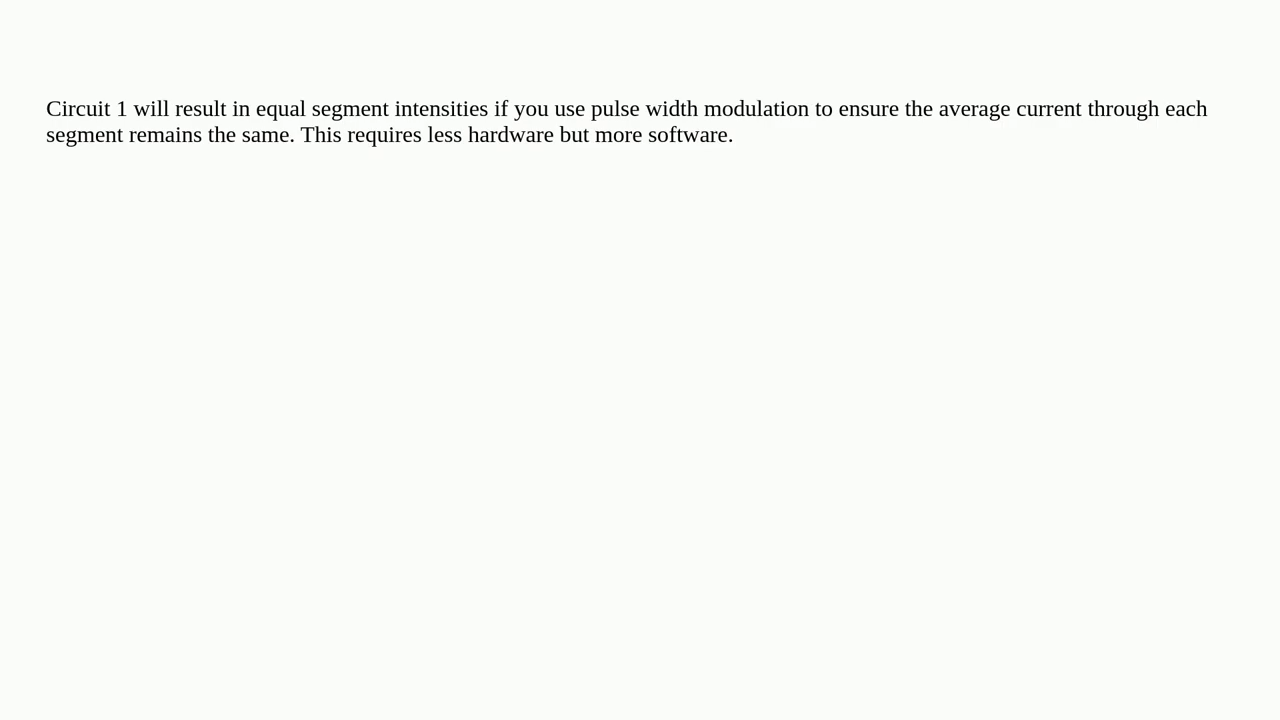 Circuit 1 will result in equal segment intensities if you use pulse width modulation to ensure the average current through each
segment remains the same. This requires less hardware but more software.